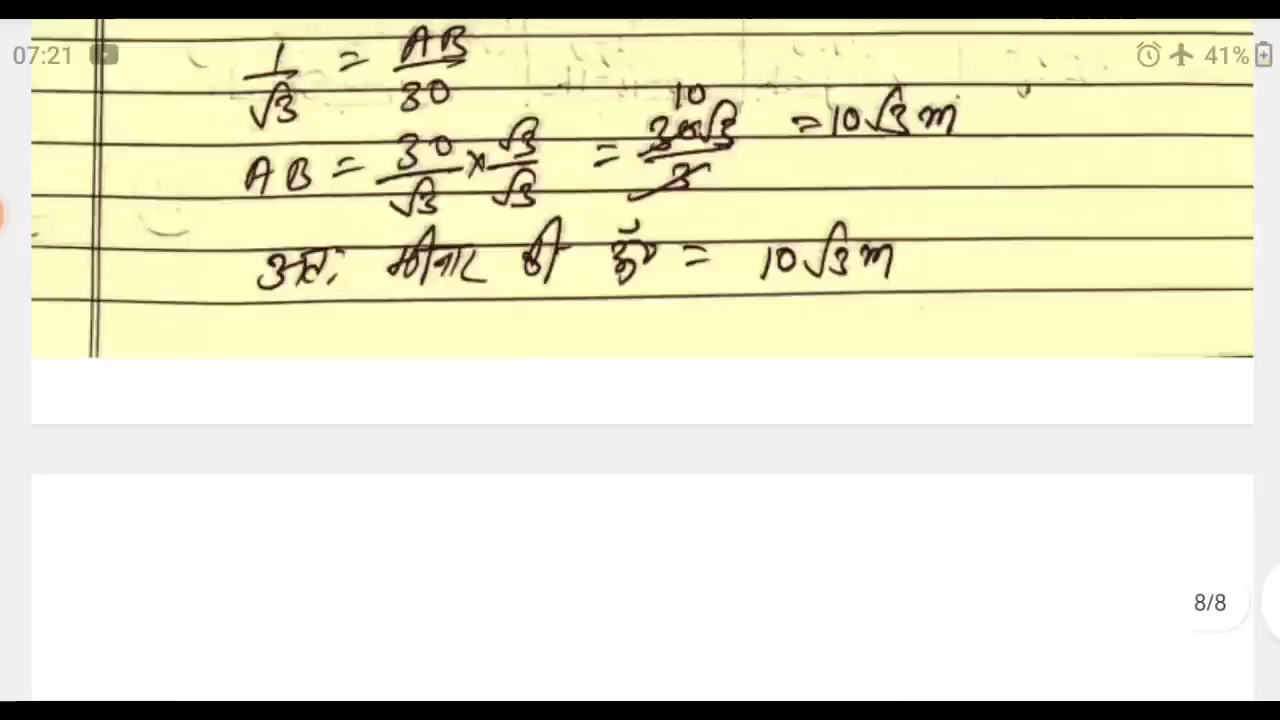 07:21 41%
1/√3 = AB/30
AB = 30/√3 × √3/√3 = 30√3/3 10 = 10√3 m
अतः मीनार की ऊँचाई = 10√3 m
8/8